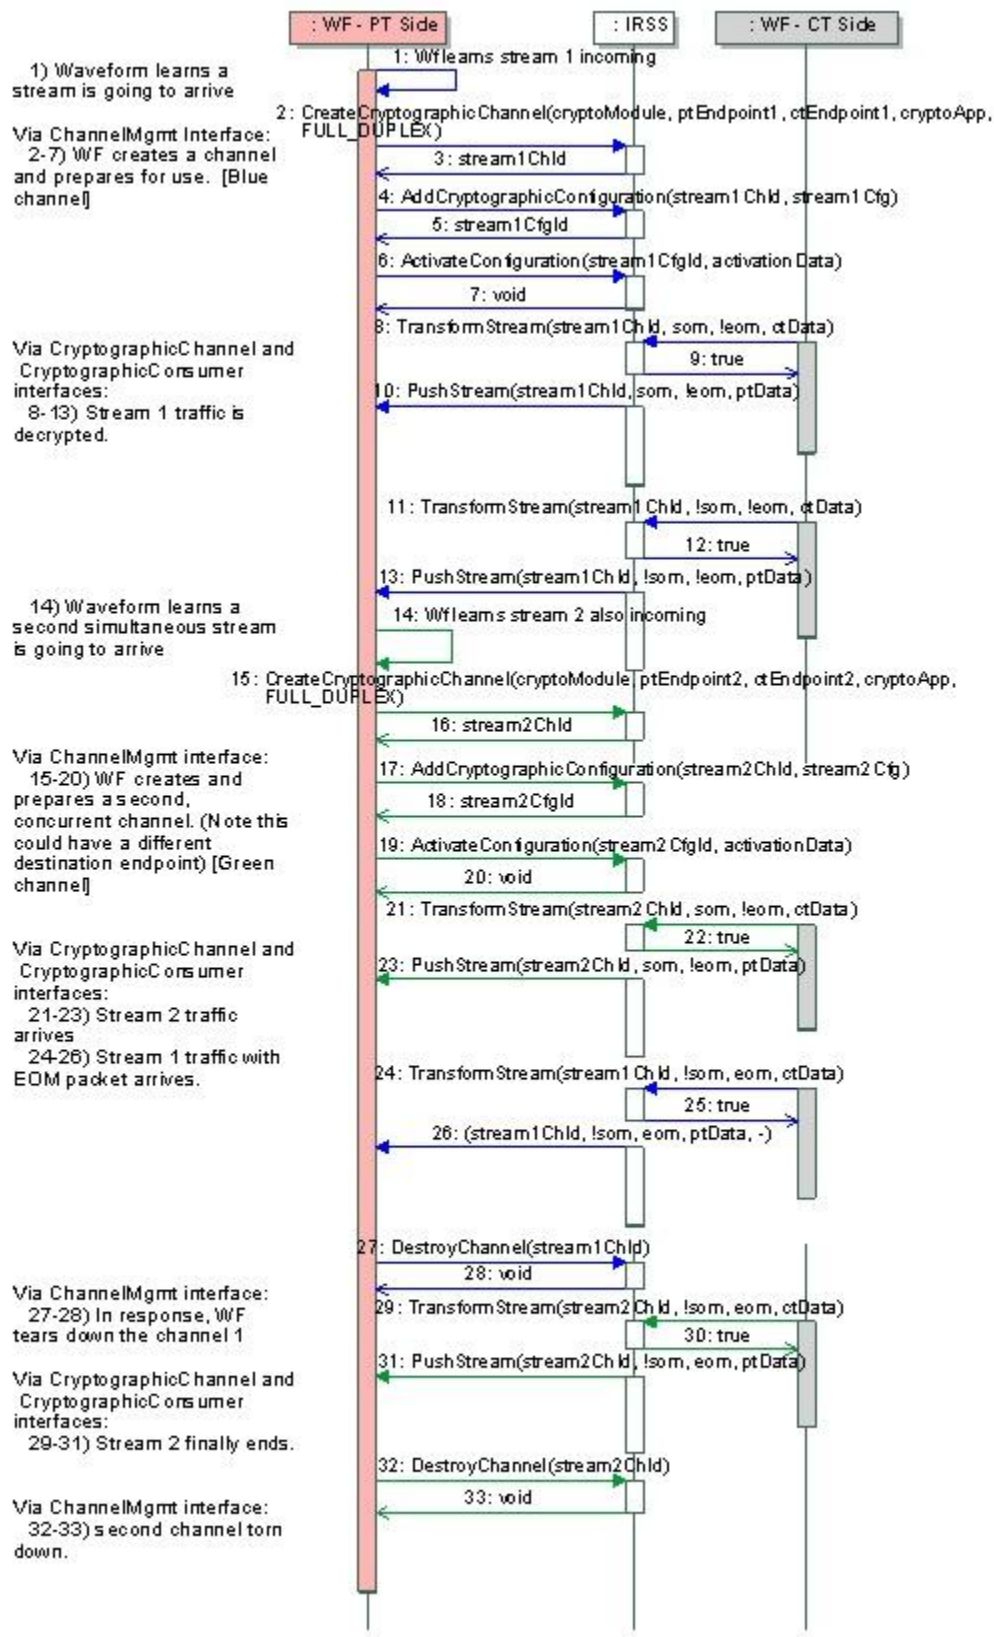 : WF - PT Side
: IRSS
: WF - CT Side
1: Wf learns stream 1 incoming
1) Waveform learns a
stream is going to arrive
2: CreateCryptographicChannel(cryptoModule, ptEndpoint1, ctEndpoint1, cryptoApp,
FULL_DUPLEX)
Via ChannelMgmt Interface:
2-7) WF creates a channel
and prepares for use. [Blue
channel]
3: stream1ChId
4: AddCryptographicConfiguration(stream1ChId, stream1Cfg)
5: stream1CfgId
6: ActivateConfiguration(stream1CfgId, activationData)
7: void
8: TransformStream(stream1ChId, som, !eom, ctData)
Via CryptographicChannel and
CryptographicConsumer
interfaces:
8-13) Stream 1 traffic is
decrypted.
9: true
10: PushStream(stream1ChId, som, !eom, ptData)
11: TransformStream(stream1ChId, !som, !eom, ctData)
12: true
13: PushStream(stream1ChId, !som, !eom, ptData)
14) Waveform learns a
second simultaneous stream
is going to arrive
14: Wf learns stream 2 also incoming
15: CreateCryptographicChannel(cryptoModule, ptEndpoint2, ctEndpoint2, cryptoApp,
FULL_DUPLEX)
16: stream2ChId
Via ChannelMgmt interface:
15-20) WF creates and
prepares a second,
concurrent channel. (Note this
could have a different
destination endpoint) [Green
channel]
17: AddCryptographicConfiguration(stream2ChId, stream2Cfg)
18: stream2CfgId
19: ActivateConfiguration(stream2CfgId, activationData)
20: void
21: TransformStream(stream2ChId, som, !eom, ctData)
22: true
23: PushStream(stream2ChId, som, !eom, ptData)
Via CryptographicChannel and
CryptographicConsumer
interfaces:
21-23) Stream 2 traffic
arrives
24-26) Stream 1 traffic with
EOM packet arrives.
24: TransformStream(stream1ChId, !som, eom, ctData)
25: true
26: (stream1ChId, !som, eom, ptData, -)
27: DestroyChannel(stream1ChId)
28: void
Via ChannelMgmt interface:
27-28) In response, WF
tears down the channel 1
29: TransformStream(stream2ChId, !som, eom, ctData)
30: true
31: PushStream(stream2ChId, !som, eom, ptData)
Via CryptographicChannel and
CryptographicConsumer
interfaces:
29-31) Stream 2 finally ends.
32: DestroyChannel(stream2ChId)
33: void
Via ChannelMgmt interface:
32-33) second channel torn
down.